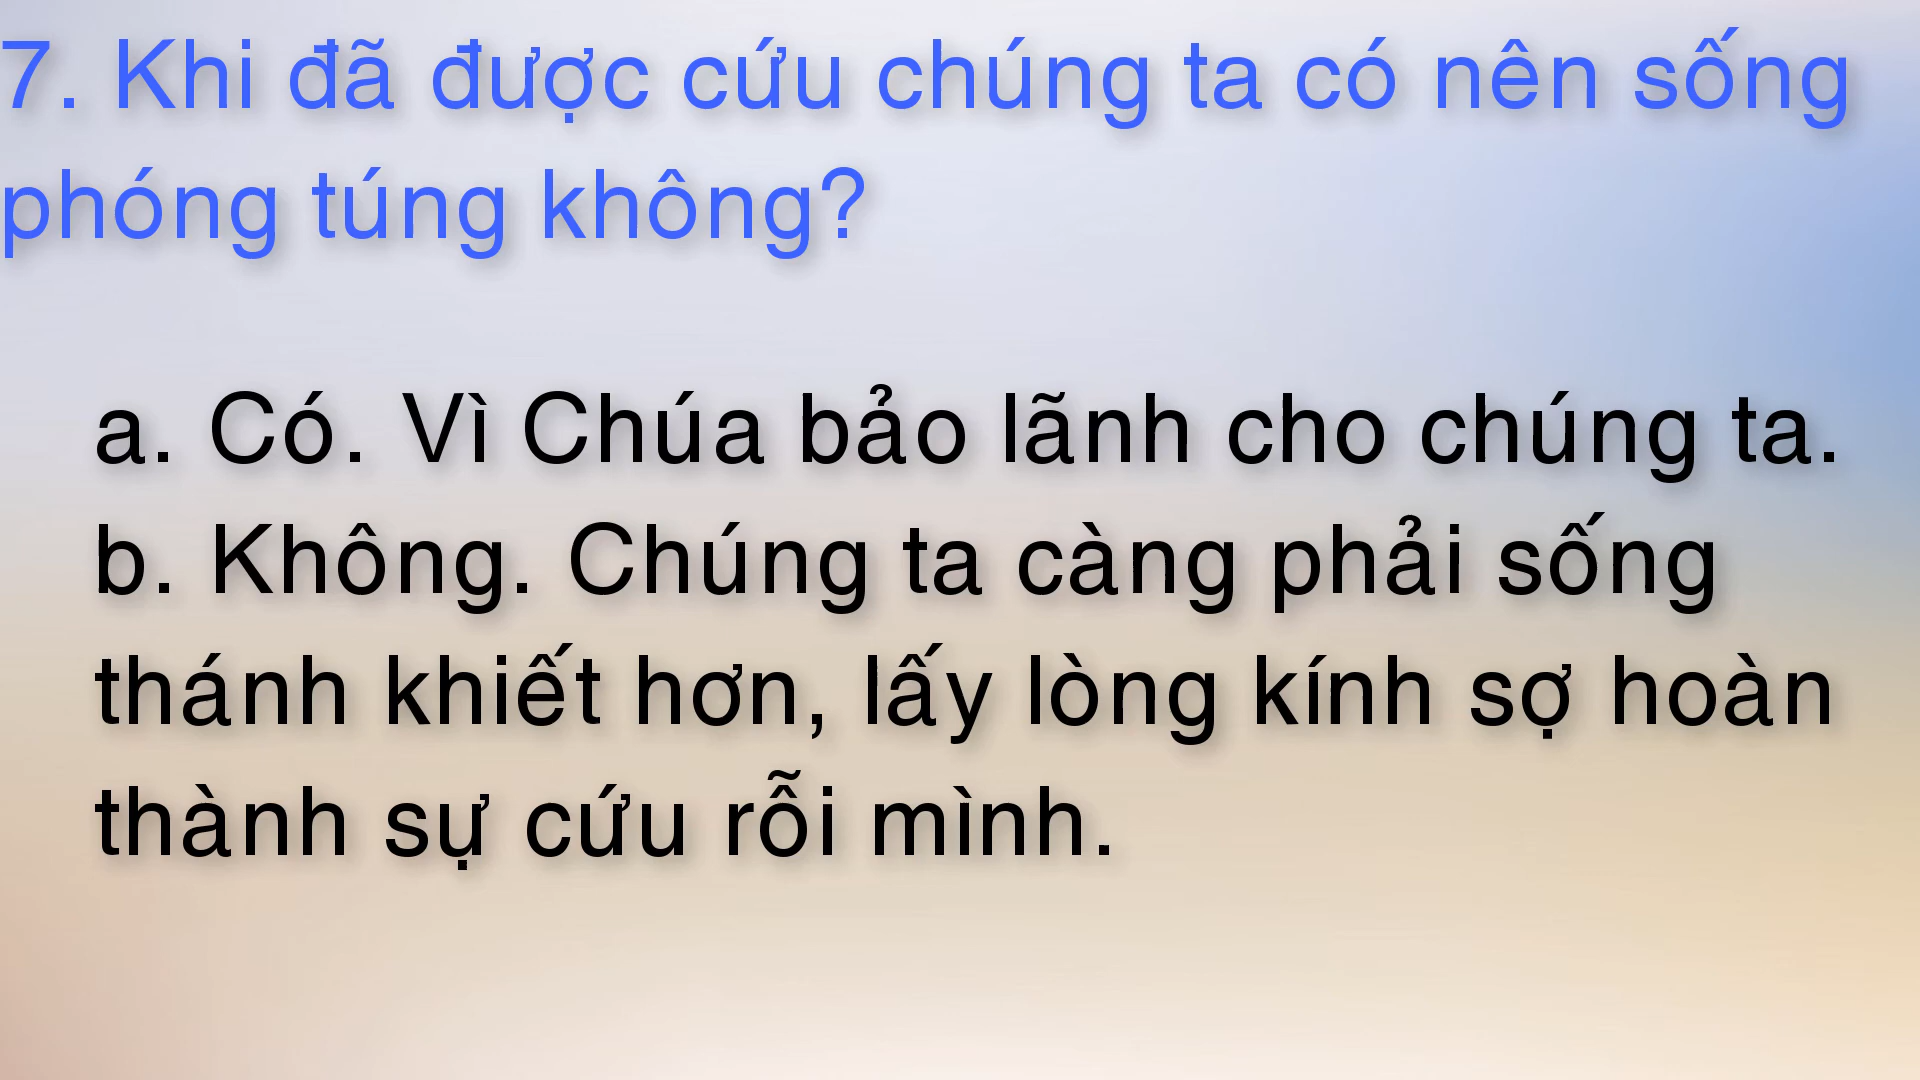 7. Khi đã được cứu chúng ta có nên sống
phóng túng không?
a. Có. Vì Chúa bảo lãnh cho chúng ta.
b. Không. Chúng ta càng phải sống
thánh khiết hơn, lấy lòng kính sợ hoàn
thành sự cứu rỗi mình.